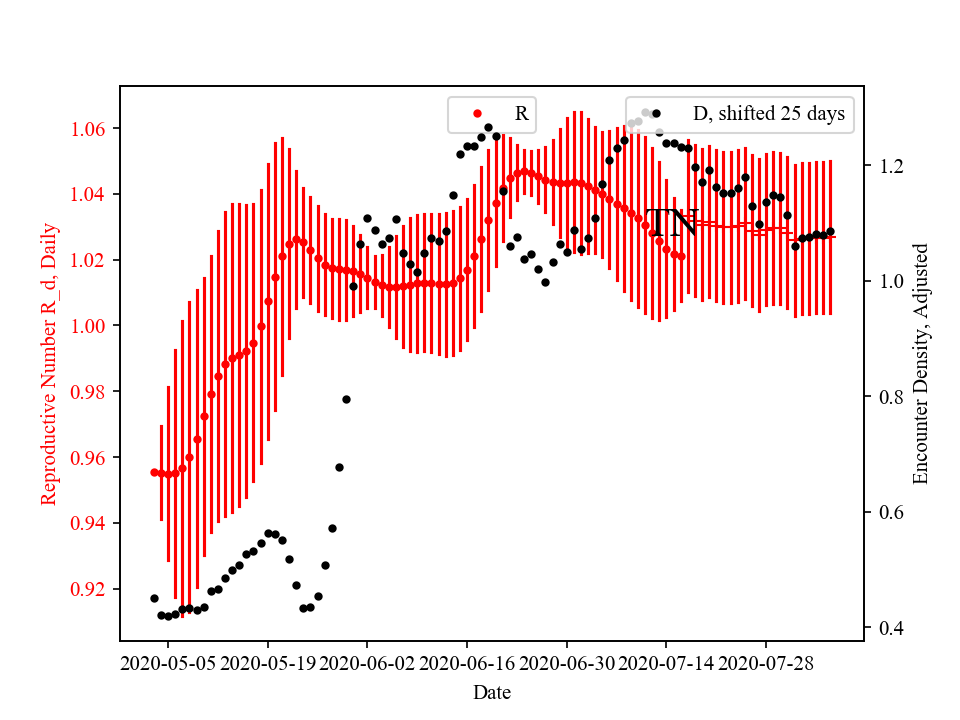 R
D, shifted 25 days
1.06
1.04
1.02
1.00
0.98
0.96
0.94
0.92
Reproductive Number R_d, Daily
TN
1.2
1.0
0.8
0.6
0.4
Encounter Density, Adjusted
2020-05-05 2020-05-19 2020-06-02 2020-06-16 2020-06-30 2020-07-14 2020-07-28
Date